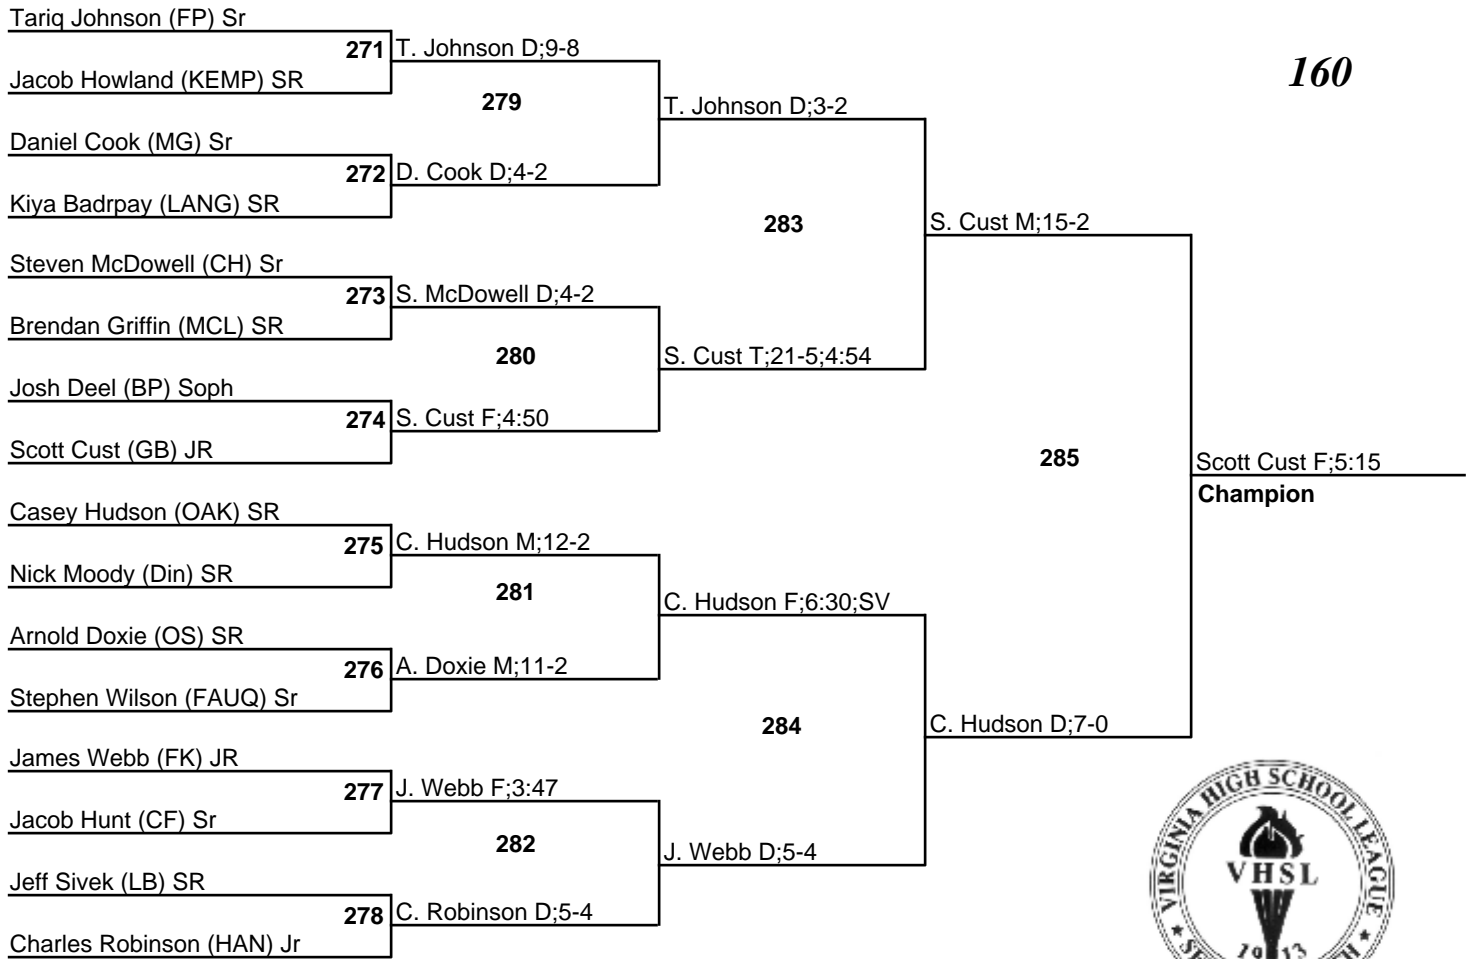 Tariq Johnson (FP) Sr
271 T. Johnson D;9-8
160
Jacob Howland (KEMP) SR
279
T. Johnson D;3-2
Daniel Cook (MG) Sr
272 D. Cook D;4-2
Kiya Badrpay (LANG) SR
283
S. Cust M;15-2
Steven McDowell (CH) Sr
273 S. McDowell D;4-2
Brendan Griffin (MCL) SR
280
S. Cust T;21-5;4:54
Josh Deel (BP) Soph
274 S. Cust F;4:50
Scott Cust (GB) JR
285
Scott Cust F;5:15
Champion
Casey Hudson (OAK) SR
275 C. Hudson M;12-2
Nick Moody (Din) SR
281
C. Hudson F;6:30;SV
Arnold Doxie (OS) SR
276 A. Doxie M;11-2
Stephen Wilson (FAUQ) Sr
284
C. Hudson D;7-0
James Webb (FK) JR
277 J. Webb F;3:47
Jacob Hunt (CF) Sr
282
J. Webb D;5-4
Jeff Sivek (LB) SR
278 C. Robinson D;5-4
Charles Robinson (HAN) Jr
VIRGINIA HIGH SCHOOL LEAGUE
VHSL
1913